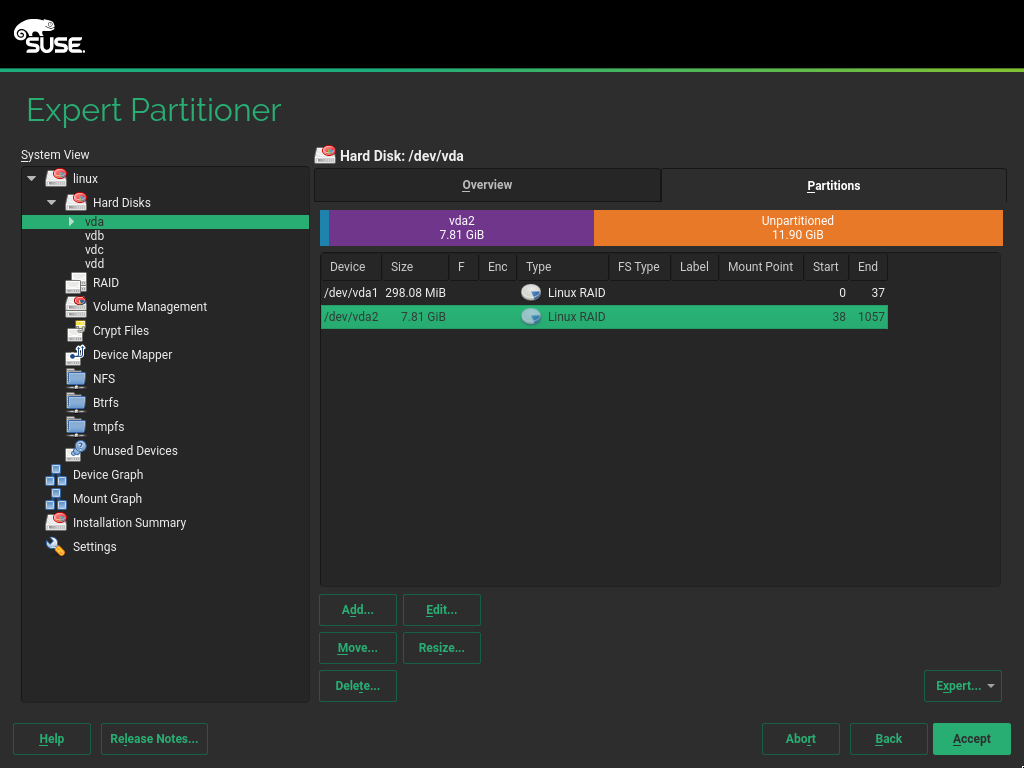 SUSE.
Expert Partitioner
System View
linux
Hard Disks
vda
vdb
vdc
vdd
RAID
Volume Management
Crypt Files
Device Mapper
NFS
Btrfs
tmpfs
Unused Devices
Device Graph
Mount Graph
Installation Summary
Settings
Hard Disk: /dev/vda
Overview Partitions
vda2 Unpartitioned
7.81 GiB 11.90 GiB
Device Size F Enc Type FS Type Label Mount Point Start End
/dev/vda1 298.08 MiB Linux RAID 0 37
/dev/vda2 7.81 GiB Linux RAID 38 1057
Add... Edit...
Move... Resize...
Delete... Expert...
Help Release Notes... Abort Back Accept